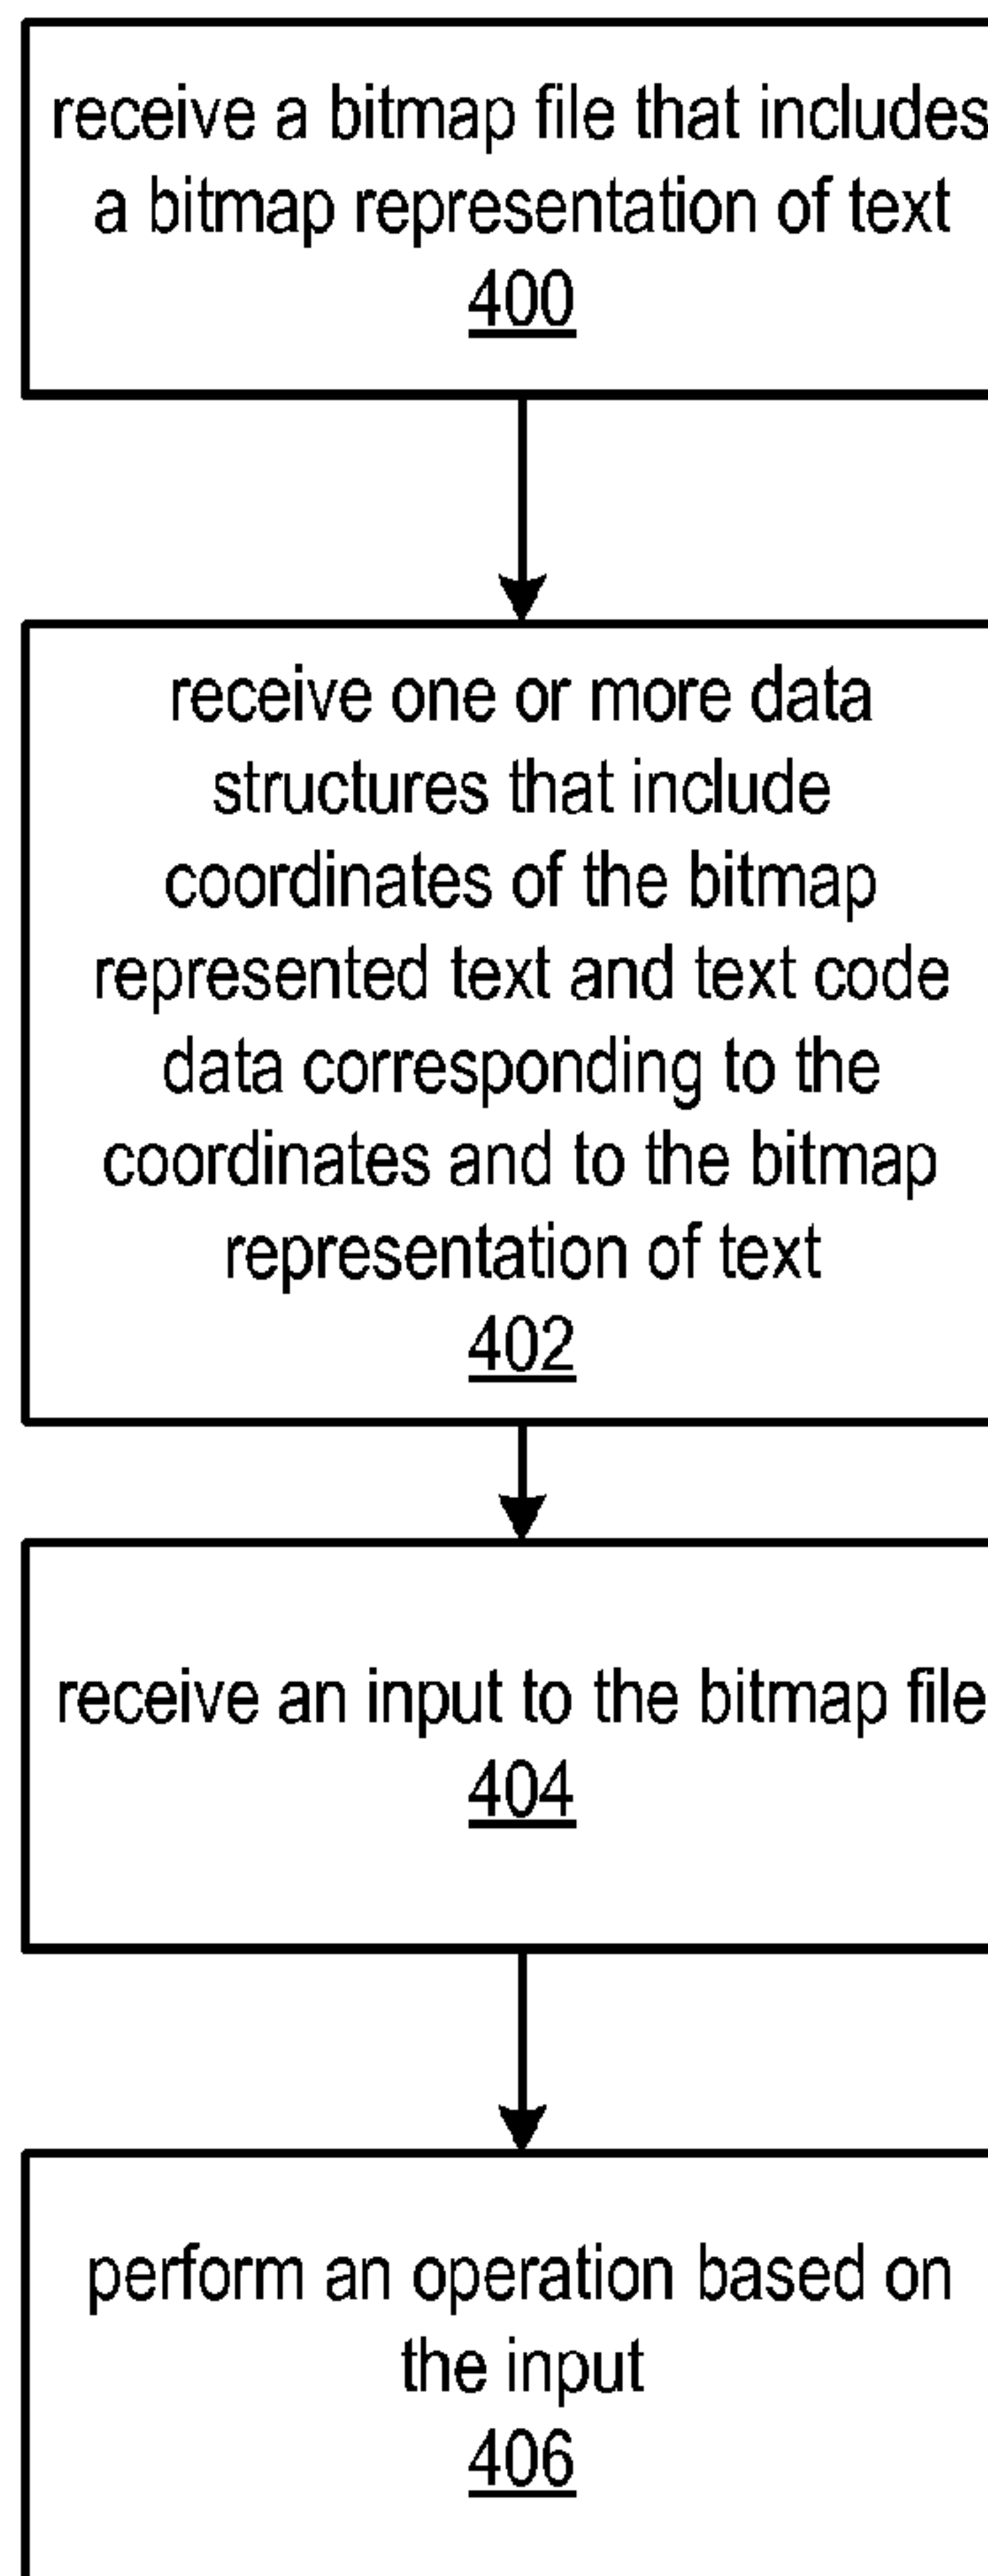 receive a bitmap file that includes
a bitmap representation of text
400
receive one or more data
structures that include
coordinates of the bitmap
represented text and text code
data corresponding to the
coordinates and to the bitmap
representation of text
402
receive an input to the bitmap file
404
perform an operation based on
the input
406